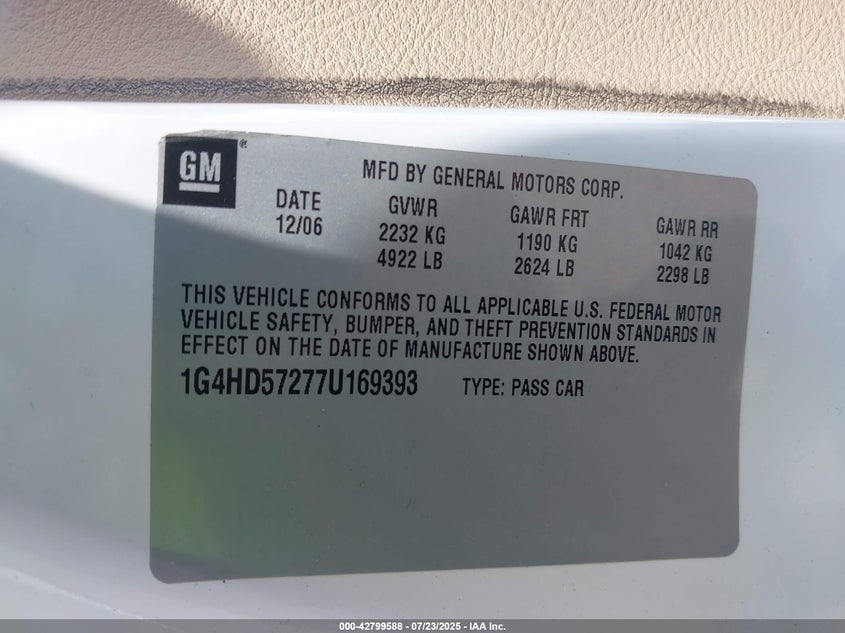 GM®
MFD BY GENERAL MOTORS CORP.
DATE GVWR GAWR FRT GAWR RR
12/06 2232 KG 1190 KG 1042 KG
4922 LB 2624 LB 2298 LB
THIS VEHICLE CONFORMS TO ALL APPLICABLE U.S. FEDERAL MOTOR
VEHICLE SAFETY, BUMPER, AND THEFT PREVENTION STANDARDS IN
EFFECT ON THE DATE OF MANUFACTURE SHOWN ABOVE.
1G4HD57277U169393 TYPE: PASS CAR
000-42799588 - 07/23/2025 - IAA Inc.